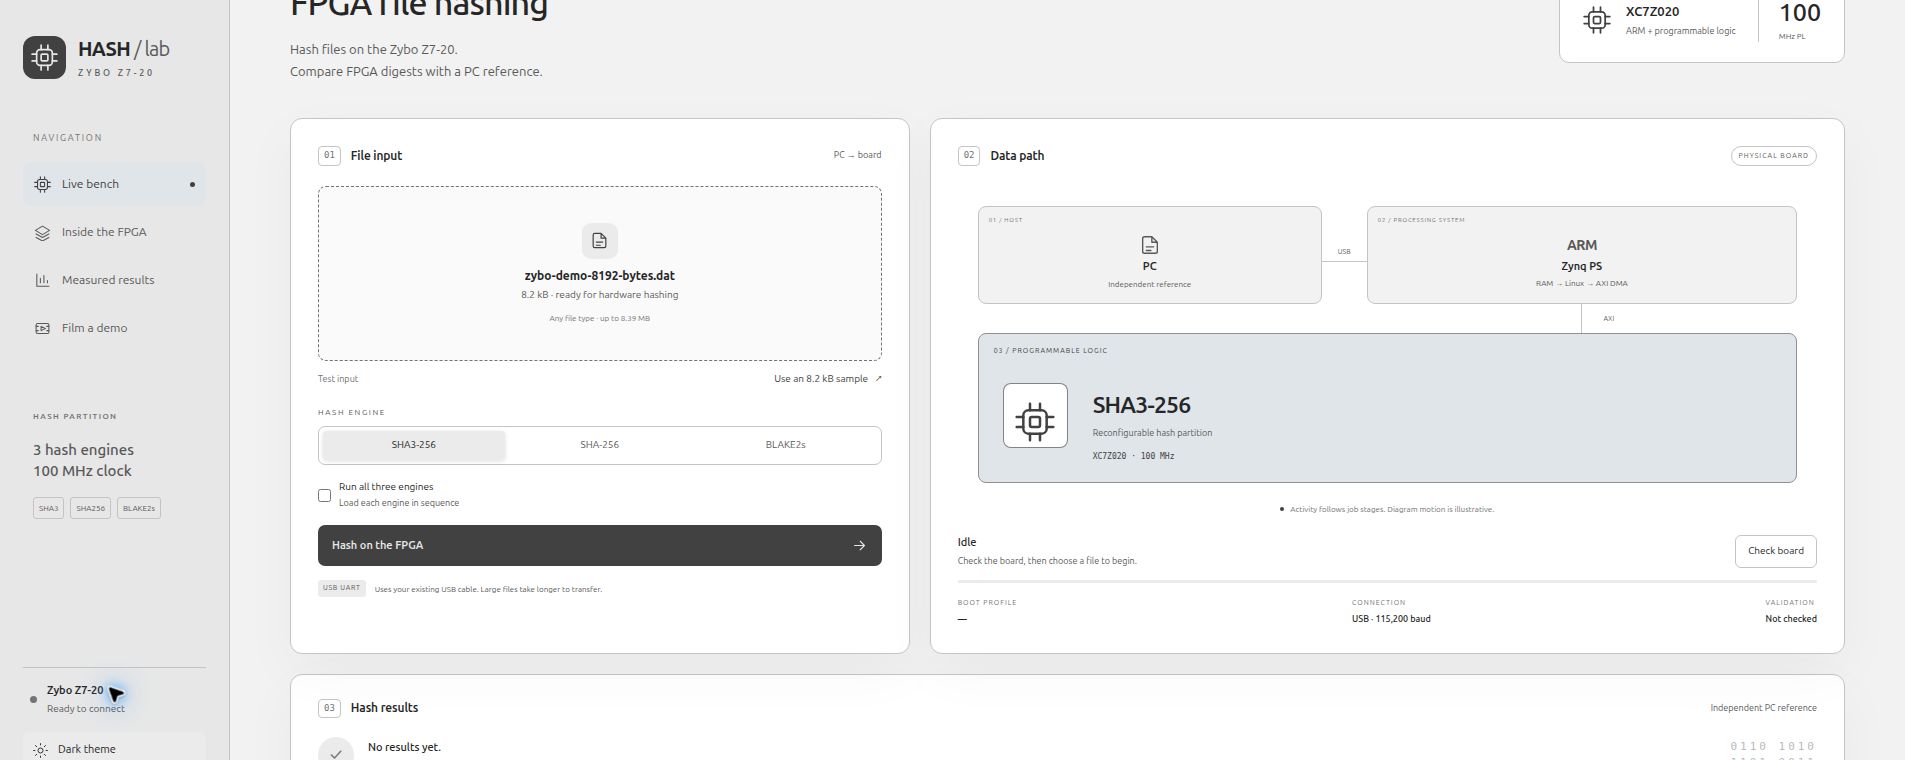 HASH / lab
ZYBO Z7-20
NAVIGATION
Live bench
Inside the FPGA
Measured results
Film a demo
HASH PARTITION
3 hash engines
100 MHz clock
SHA3 SHA256 BLAKE2s
Zybo Z7-20
Ready to connect
Dark theme
FPGA file hashing
Hash files on the Zybo Z7-20.
Compare FPGA digests with a PC reference.
XC7Z020
ARM + programmable logic
100
MHz PL
01 File input
PC → board
zybo-demo-8192-bytes.dat
8.2 kB · ready for hardware hashing
Any file type · up to 8.39 MB
Test input
Use an 8.2 kB sample ↗
HASH ENGINE
SHA3-256 SHA-256 BLAKE2s
Run all three engines
Load each engine in sequence
Hash on the FPGA →
USB UART Uses your existing USB cable. Large files take longer to transfer.
02 Data path
PHYSICAL BOARD
01 / HOST
PC
Independent reference
USB
02 / PROCESSING SYSTEM
ARM
Zynq PS
RAM → Linux → AXI DMA
AXI
03 / PROGRAMMABLE LOGIC
SHA3-256
Reconfigurable hash partition
XC7Z020 · 100 MHz
Activity follows job stages. Diagram motion is illustrative.
Idle
Check the board, then choose a file to begin.
Check board
BOOT PROFILE
—
CONNECTION
USB · 115,200 baud
VALIDATION
Not checked
03 Hash results
Independent PC reference
No results yet.
0110 1010